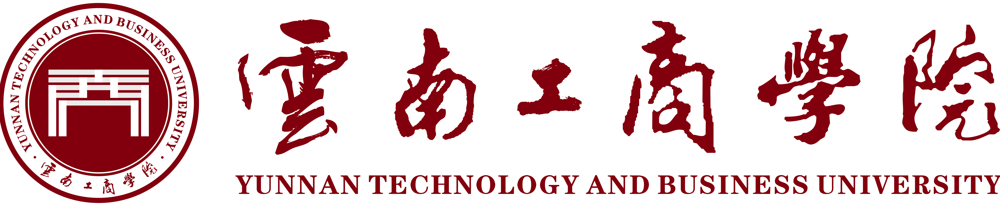 YUNNAN TECHNOLOGY AND BUSINESS UNIVERSITY
雲南工商學院
雲南工商學院
YUNNAN TECHNOLOGY AND BUSINESS UNIVERSITY